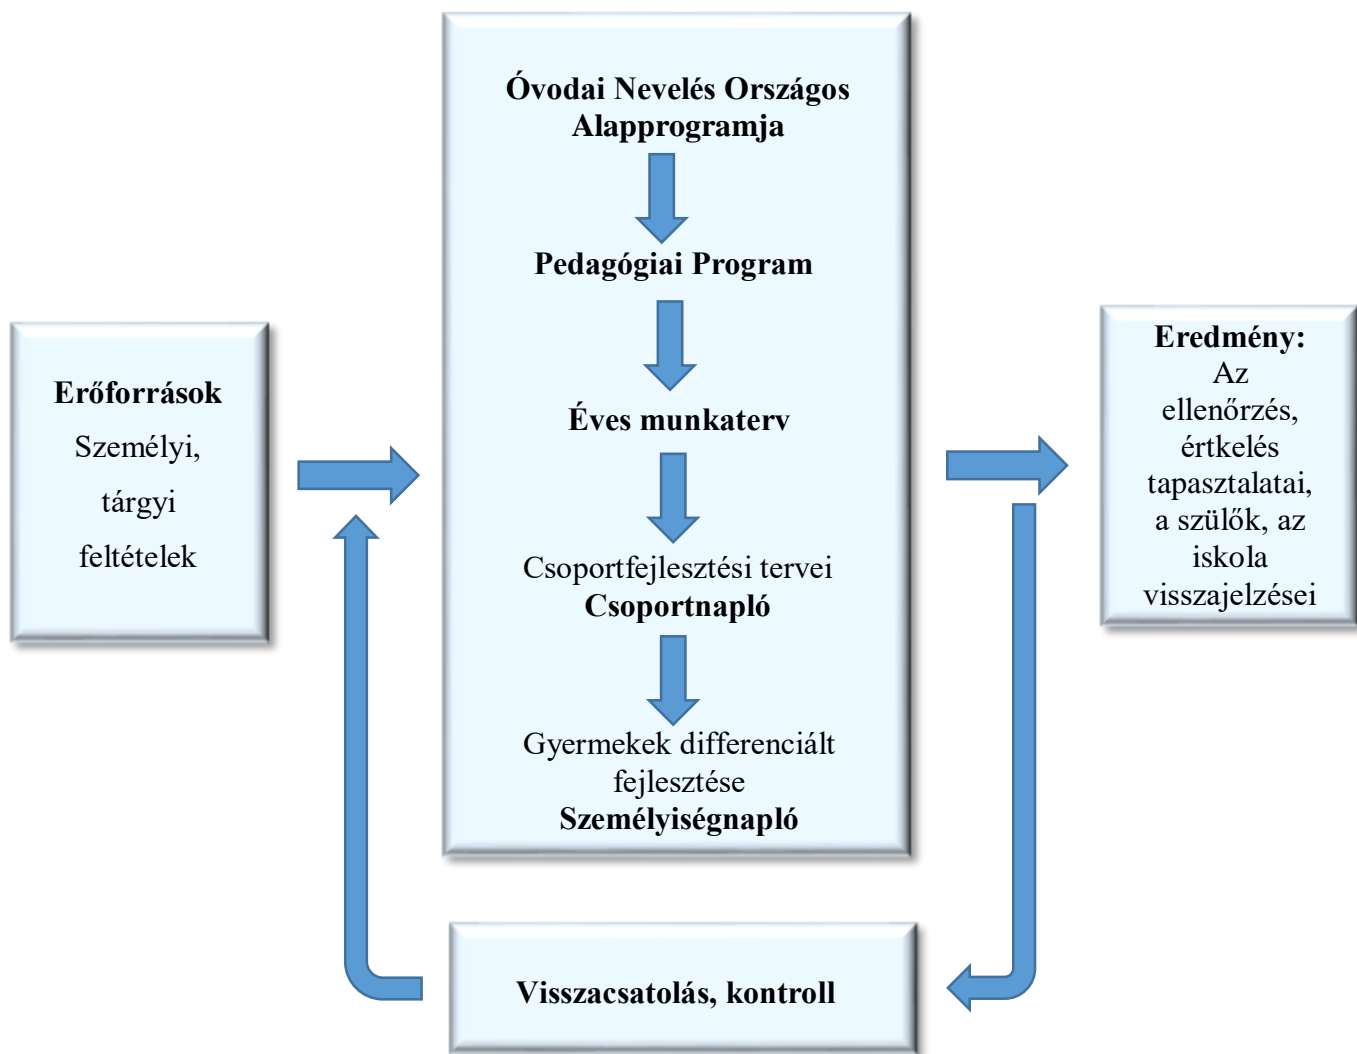 Óvodai Nevelés Országos
Alapprogramja
Pedagógiai Program
Éves munkaterv
Csoportfejlesztési tervei
Csoportnapló
Gyermekek differenciált
fejlesztése
Személyiségnapló
Erőforrások
Személyi,
tárgyi
feltételek
Eredmény:
Az
ellenőrzés,
értkelés
tapasztalatai,
a szülők, az
iskola
visszajelzései
Visszacsatolás, kontroll